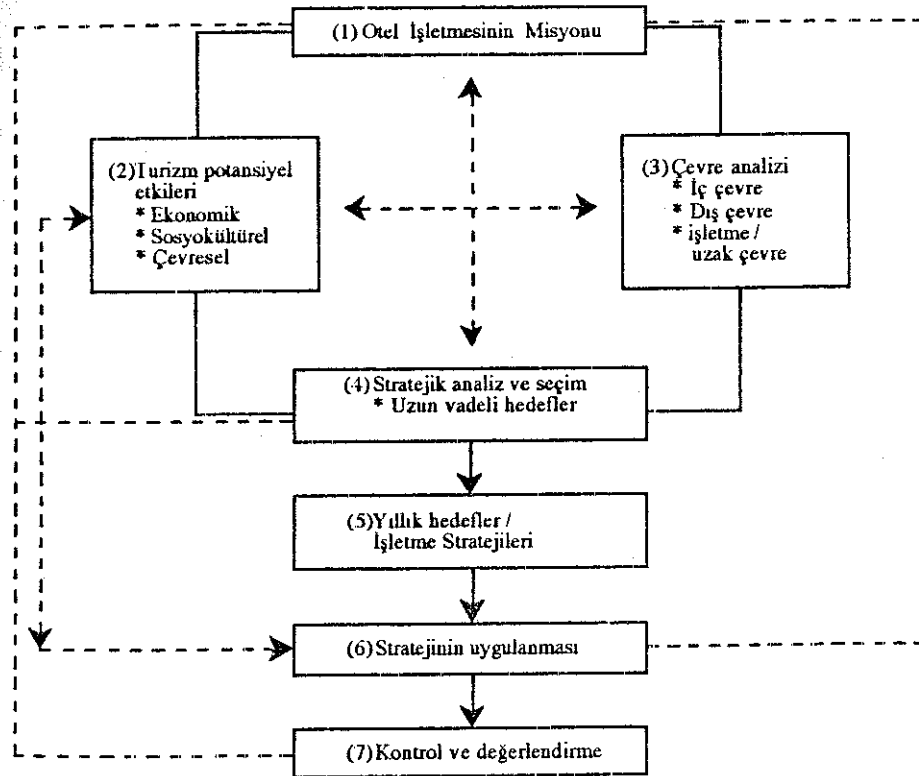 (1) Otel İşletmesinin Misyonu
(2) Turizm potansiyel
etkileri
* Ekonomik
* Sosyokültürel
* Çevresel
(3) Çevre analizi
* İç çevre
* Dış çevre
* işletme /
uzak çevre
(4) Stratejik analiz ve seçim
* Uzun vadeli hedefler
(5) Yıllık hedefler /
İşletme Stratejileri
(6) Stratejinin uygulanması
(7) Kontrol ve değerlendirme